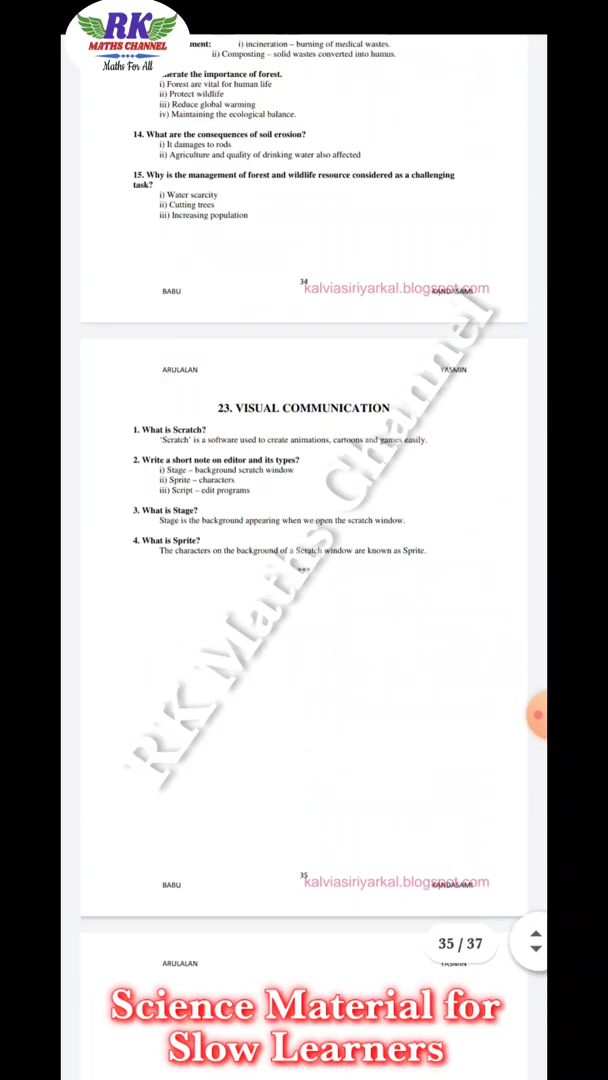 RK
MATHS CHANNEL
Maths For All
ment: i) incineration – burning of medical wastes.
ii) Composting – solid wastes converted into humus.
erate the importance of forest.
i) Forest are vital for human life
ii) Protect wildlife
iii) Reduce global warming
iv) Maintaining the ecological balance.
14. What are the consequences of soil erosion?
i) It damages to rods
ii) Agriculture and quality of drinking water also affected
15. Why is the management of forest and wildlife resource considered as a challenging
task?
i) Water scarcity
ii) Cutting trees
iii) Increasing population
34
BABU kalviasiriyarkal.blogspot.com KANDASAMI
ARULALAN YASMIN
23. VISUAL COMMUNICATION
1. What is Scratch?
‘Scratch’ is a software used to create animations, cartoons and games easily.
2. Write a short note on editor and its types?
i) Stage – background scratch window
ii) Sprite – characters
iii) Script – edit programs
3. What is Stage?
Stage is the background appearing when we open the scratch window.
4. What is Sprite?
The characters on the background of a Scratch window are known as Sprite.
***
RK Maths Channel
35
BABU kalviasiriyarkal.blogspot.com KANDASAMI
35 / 37
ARULALAN YASMIN
Science Material for
Slow Learners